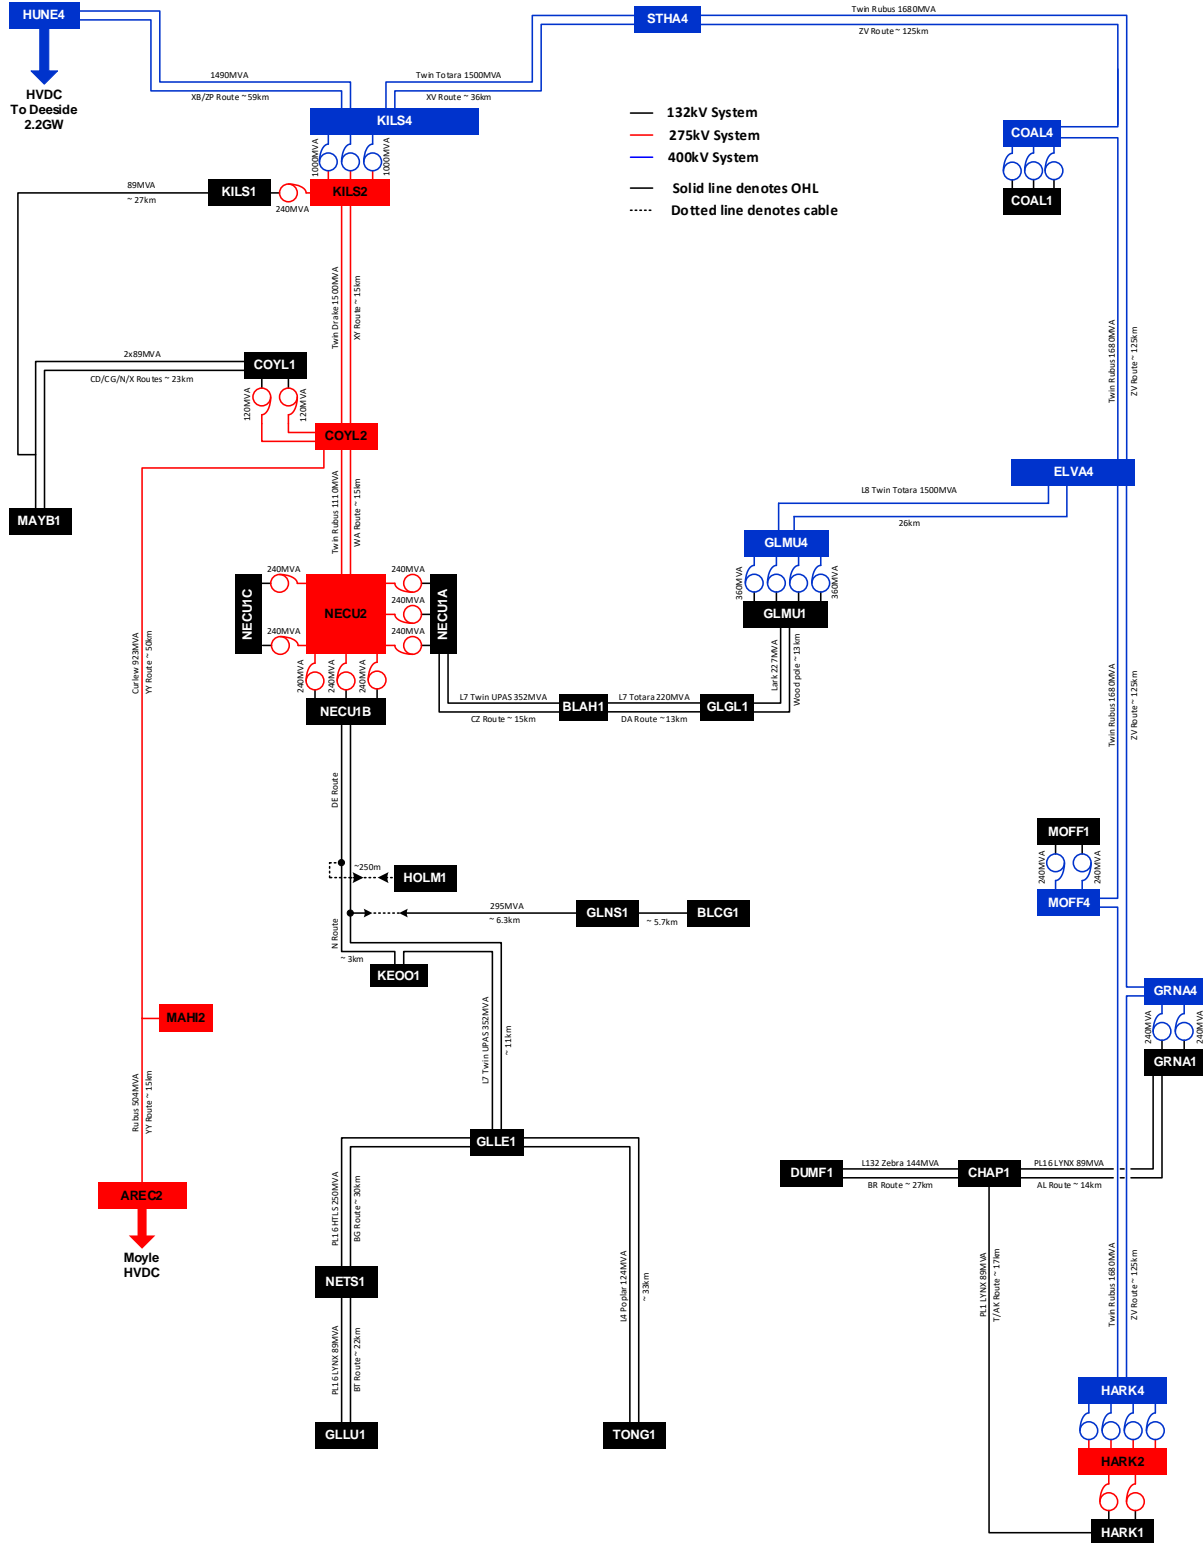 HUNE4
HVDC
To Deeside
2.2GW
1490MVA
XB/ZP Route ~ 59km
Twin Totara 1500MVA
XV Route ~ 36km
STHA4
Twin Rubus 1680MVA
ZV Route ~ 125km
KILS4
1000MVA
1000MVA
132kV System
275kV System
400kV System
Solid line denotes OHL
Dotted line denotes cable
COAL4
COAL1
89MVA
~ 27km
KILS1
240MVA
KILS2
Twin Drake 1500MVA
XY Route ~ 15km
2x89MVA
CD/CG/N/X Routes ~ 23km
COYL1
120MVA
120MVA
COYL2
MAYB1
Twin Rubus 1110MVA
WA Route ~ 15km
Twin Rubus 1680MVA
ZV Route ~ 125km
ELVA4
L8 Twin Totara 1500MVA
26km
GLMU4
360MVA
360MVA
GLMU1
NECU1C
240MVA
240MVA
NECU2
240MVA
240MVA
240MVA
NECU1A
240MVA
240MVA
240MVA
NECU1B
Lark 227MVA
Wood pole ~ 13km
L7 Twin UPAS 352MVA
CZ Route ~ 15km
BLAH1
L7 Totara 220MVA
DA Route ~ 13km
GLGL1
Curlew 923MVA
YY Route ~ 50km
Twin Rubus 1680MVA
ZV Route ~ 125km
DE Route
~250m
HOLM1
MOFF1
240MVA
240MVA
MOFF4
295MVA
~ 6.3km
GLNS1
~ 5.7km
BLCG1
N Route
~ 3km
KEOO1
GRNA4
240MVA
240MVA
GRNA1
MAHI2
L7 Twin UPAS 352MVA
~ 11km
Rubus 504MVA
YY Route ~ 15km
GLLE1
DUMF1
L132 Zebra 144MVA
BR Route ~ 27km
CHAP1
PL16 LYNX 89MVA
AL Route ~ 14km
AREC2
Moyle
HVDC
PL16 HTLS 250MVA
BG Route ~ 30km
NETS1
L4 Poplar 124MVA
~ 33km
PL1 LYNX 89MVA
T/AK Route ~ 17km
Twin Rubus 1680MVA
ZV Route ~ 125km
PL16 LYNX 89MVA
BT Route ~ 22km
GLLU1
TONG1
HARK4
HARK2
HARK1